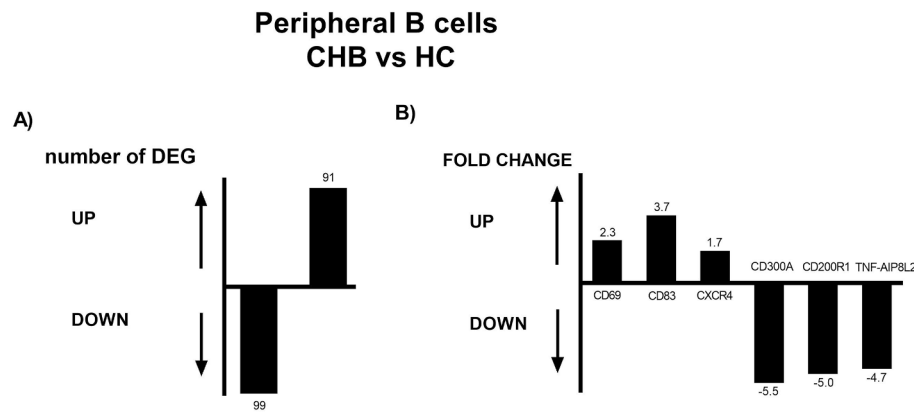 Peripheral B cells
CHB vs HC
A)
number of DEG
UP
DOWN
91
99
B)
FOLD CHANGE
UP
DOWN
2.3
3.7
1.7
CD300A CD200R1 TNF-AIP8L2
CD69 CD83 CXCR4
-5.5 -5.0 -4.7